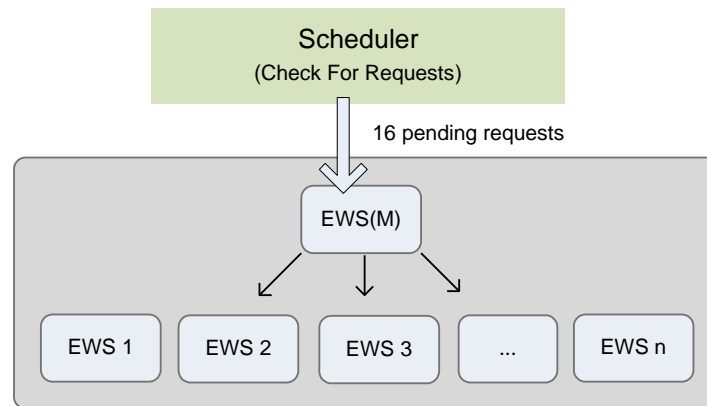 Scheduler
(Check For Requests)
16 pending requests
EWS(M)
EWS 1
EWS 2
EWS 3
...
EWS n